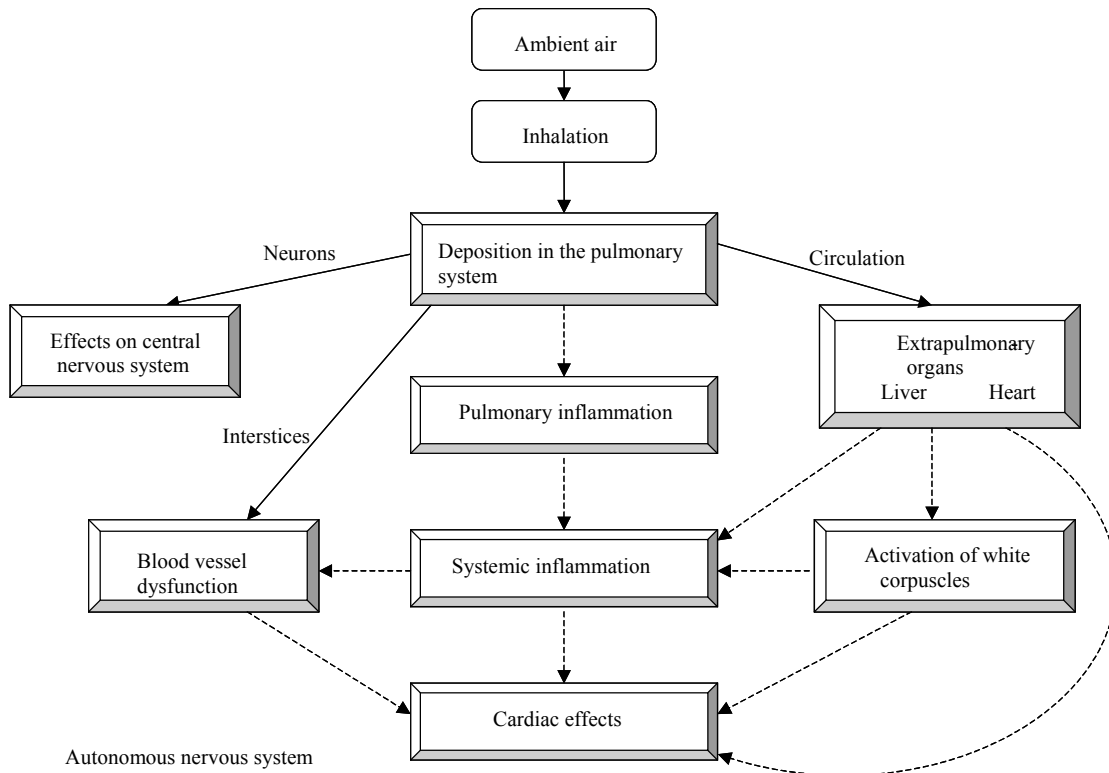 Ambient air
Inhalation
Neurons
Deposition in the pulmonary
system
Circulation
Effects on central
nervous system
Extrapulmonary
organs
Liver Heart
Pulmonary inflammation
Interstices
Blood vessel
dysfunction
Systemic inflammation
Activation of white
corpuscles
Cardiac effects
Autonomous nervous system